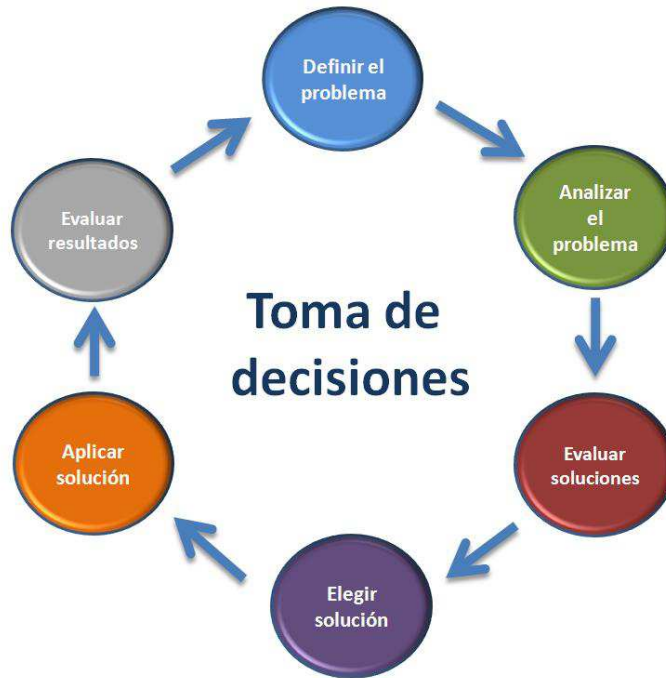 Definir el
problema
Analizar
el
problema
Evaluar
soluciones
Elegir
solución
Aplicar
solución
Evaluar
resultados
Toma de
decisiones